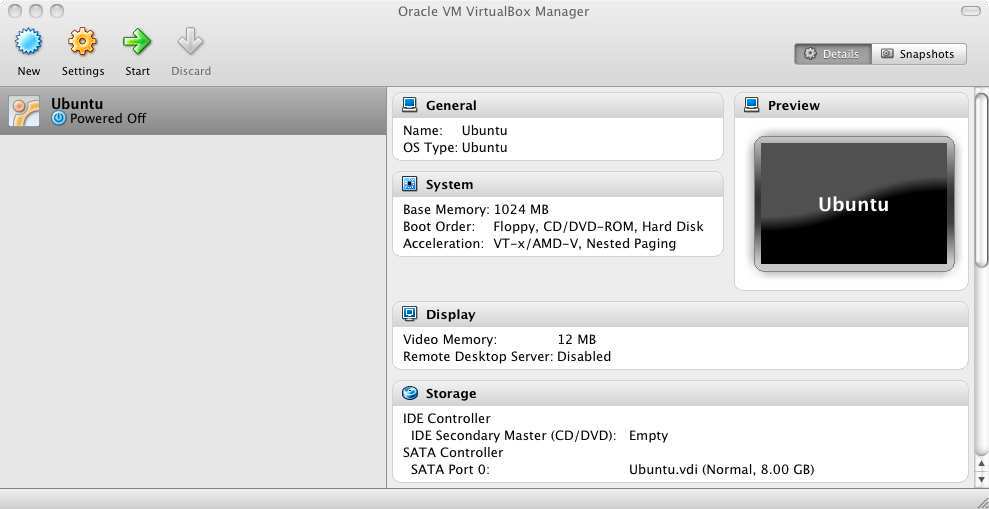 Oracle VM VirtualBox Manager
New Settings Start Discard
Details Snapshots
Ubuntu
Powered Off
General
Name: Ubuntu
OS Type: Ubuntu
System
Base Memory: 1024 MB
Boot Order: Floppy, CD/DVD-ROM, Hard Disk
Acceleration: VT-x/AMD-V, Nested Paging
Preview
Ubuntu
Display
Video Memory: 12 MB
Remote Desktop Server: Disabled
Storage
IDE Controller
IDE Secondary Master (CD/DVD): Empty
SATA Controller
SATA Port 0: Ubuntu.vdi (Normal, 8.00 GB)